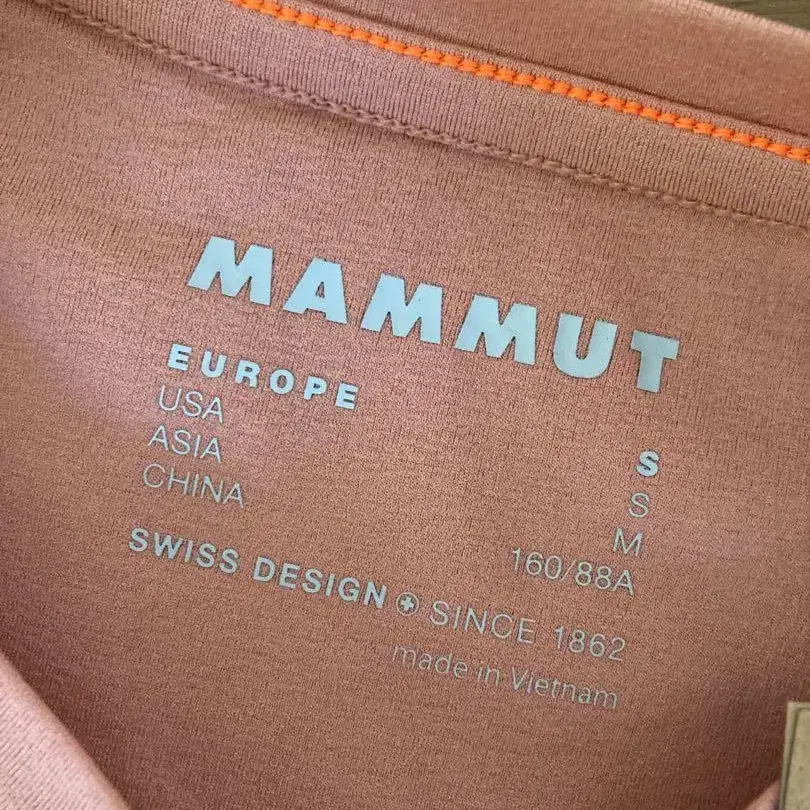 MAMMUT
EUROPE S
USA S
ASIA M
CHINA 160/88A
SWISS DESIGN + SINCE 1862
made in Vietnam